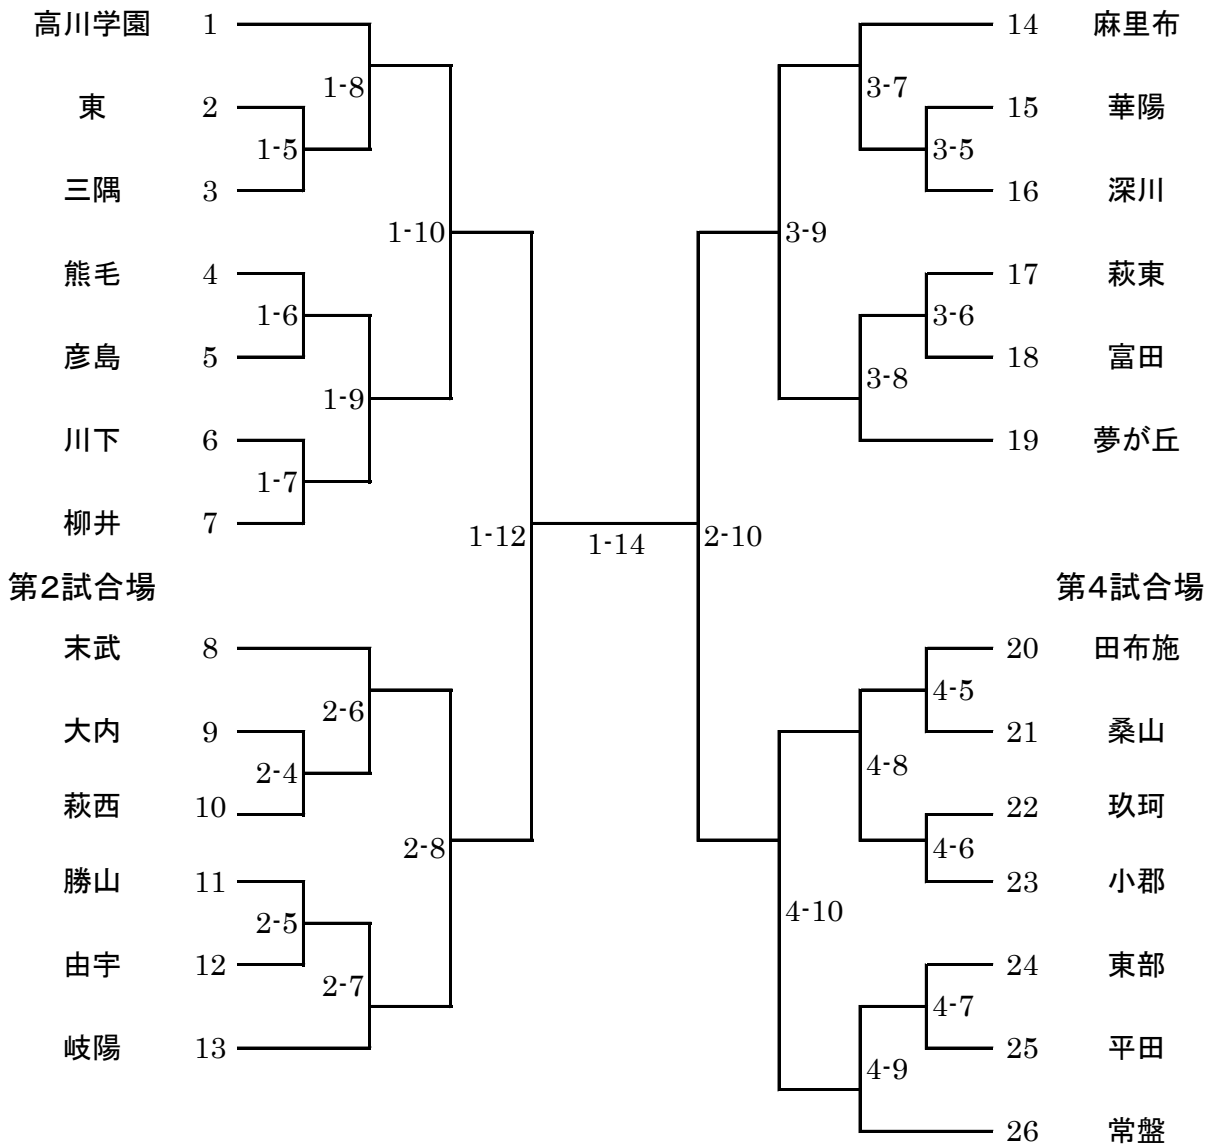 高川学園 1
1-8
東 2
1-5
三隅 3
1-10
熊毛 4
1-6
彦島 5
1-9
川下 6
1-7
柳井 7
1-12
1-14
第2試合場
末武 8
2-6
大内 9
2-4
萩西 10
2-8
勝山 11
2-5
由宇 12
2-7
岐陽 13
14 麻里布
3-7
15 華陽
3-5
16 深川
3-9
17 萩東
3-6
18 富田
3-8
19 夢が丘
2-10
第4試合場
20 田布施
4-5
21 桑山
4-8
22 玖珂
4-6
23 小郡
4-10
24 東部
4-7
25 平田
4-9
26 常盤